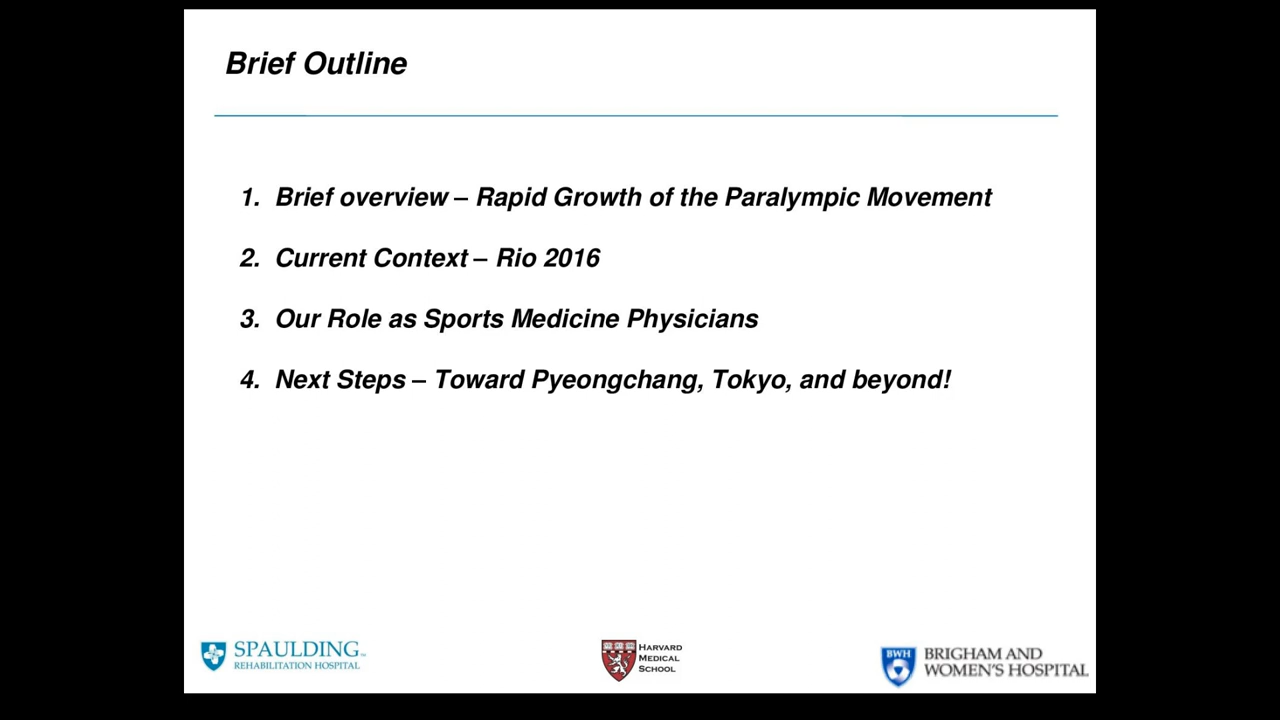 Brief Outline
1. Brief overview – Rapid Growth of the Paralympic Movement
2. Current Context – Rio 2016
3. Our Role as Sports Medicine Physicians
4. Next Steps – Toward Pyeongchang, Tokyo, and beyond!
SPAULDING
REHABILITATION HOSPITAL
HARVARD
MEDICAL
SCHOOL
BWH
BRIGHAM AND
WOMEN'S HOSPITAL